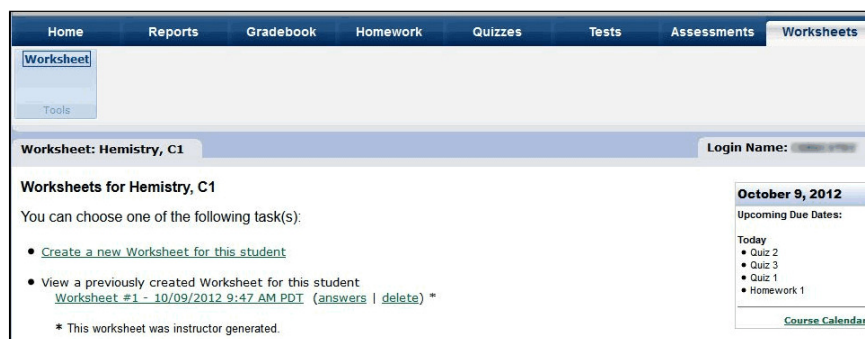 Home Reports Gradebook Homework Quizzes Tests Assessments Worksheets
Worksheet
Tools
Worksheet: Hemistry, C1
Login Name:
Worksheets for Hemistry, C1
You can choose one of the following task(s):
• Create a new Worksheet for this student
• View a previously created Worksheet for this student
Worksheet #1 - 10/09/2012 9:47 AM PDT (answers | delete) *
* This worksheet was instructor generated.
October 9, 2012
Upcoming Due Dates:
Today
• Quiz 2
• Quiz 3
• Quiz 1
• Homework 1
Course Calendar